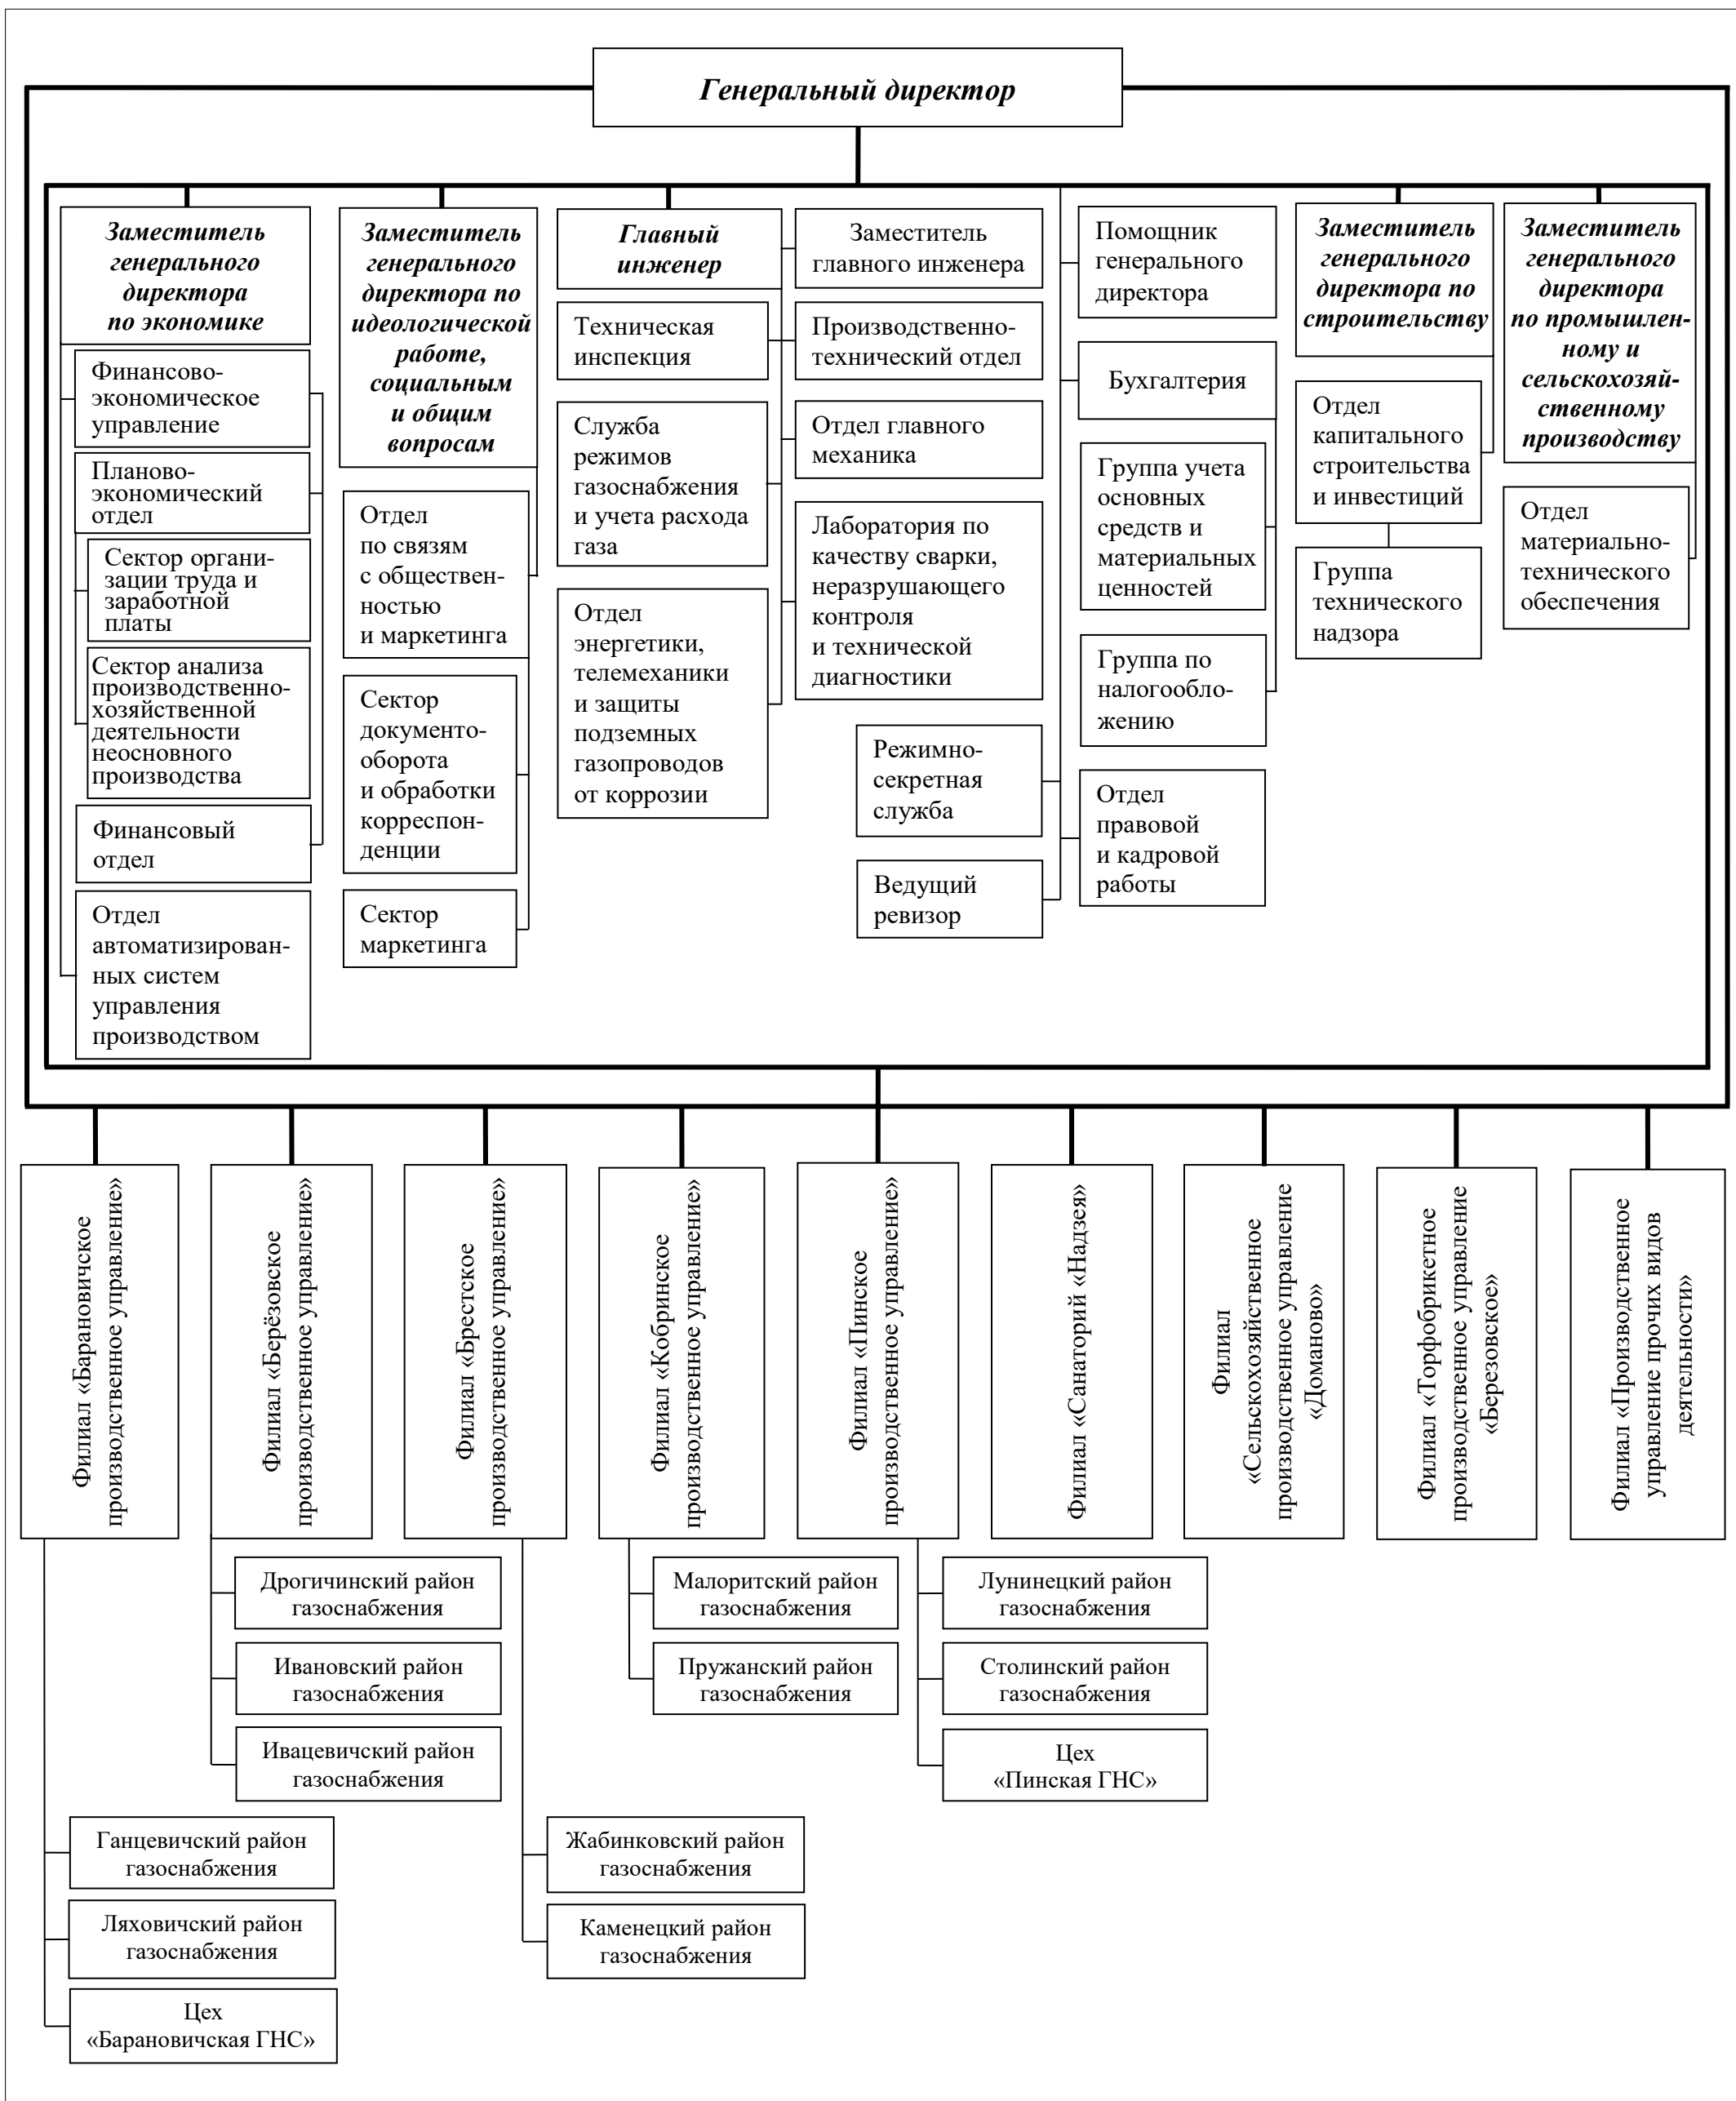 Генеральный директор
Заместитель
генерального
директора
по экономике
Финансово-
экономическое
управление
Планово-
экономический
отдел
Сектор органи-
зации труда и
заработной
платы
Сектор анализа
производственно-
хозяйственной
деятельности
неосновного
производства
Финансовый
отдел
Отдел
автоматизирован-
ных систем
управления
производством
Заместитель
генерального
директора по
идеологической
работе,
социальным
и общим
вопросам
Отдел
по связям
с обществен-
ностью
и маркетинга
Сектор
документо-
оборота
и обработки
корреспон-
денции
Сектор
маркетинга
Главный
инженер
Техническая
инспекция
Служба
режимов
газоснабжения
и учета расхода
газа
Отдел
энергетики,
телемеханики
и защиты
подземных
газопроводов
от коррозии
Заместитель
главного инженера
Производственно-
технический отдел
Отдел главного
механика
Лаборатория по
качеству сварки,
неразрушающего
контроля
и технической
диагностики
Режимно-
секретная
служба
Ведущий
ревизор
Помощник
генерального
директора
Бухгалтерия
Группа учета
основных
средств и
материальных
ценностей
Группа по
налогообло-
жению
Отдел
правовой
и кадровой
работы
Заместитель
генерального
директора по
строительству
Отдел
капитального
строительства
и инвестиций
Группа
технического
надзора
Заместитель
генерального
директора
по промышлен-
ному и
сельскохозяй-
ственному
производству
Отдел
материально-
технического
обеспечения
Филиал «Барановичское
производственное управление»
Филиал «Берёзовское
производственное управление»
Филиал «Брестское
производственное управление»
Филиал «Кобринское
производственное управление»
Филиал «Пинское
производственное управление»
Филиал «Санаторий «Надзея»
Филиал
«Сельскохозяйственное
производственное управление
«Доманово»
Филиал «Торфобрикетное
производственное управление
«Березовское»
Филиал «Производственное
управление прочих видов
деятельности»
Дрогичинский район
газоснабжения
Ивановский район
газоснабжения
Ивацевичский район
газоснабжения
Малоритский район
газоснабжения
Пружанский район
газоснабжения
Лунинецкий район
газоснабжения
Столинский район
газоснабжения
Цех
«Пинская ГНС»
Ганцевичский район
газоснабжения
Ляховичский район
газоснабжения
Цех
«Барановичская ГНС»
Жабинковский район
газоснабжения
Каменецкий район
газоснабжения